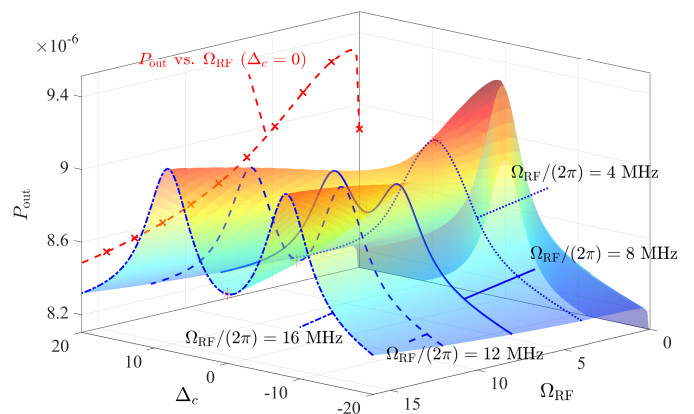 ×10⁻⁶
P_out vs. Ω_RF (Δ_c = 0)
9.4
9
8.6
8.2
P_out
Ω_RF/(2π) = 4 MHz
Ω_RF/(2π) = 8 MHz
Ω_RF/(2π) = 16 MHz
Ω_RF/(2π) = 12 MHz
20
10
0
-10
-20
Δ_c
15
10
5
0
Ω_RF